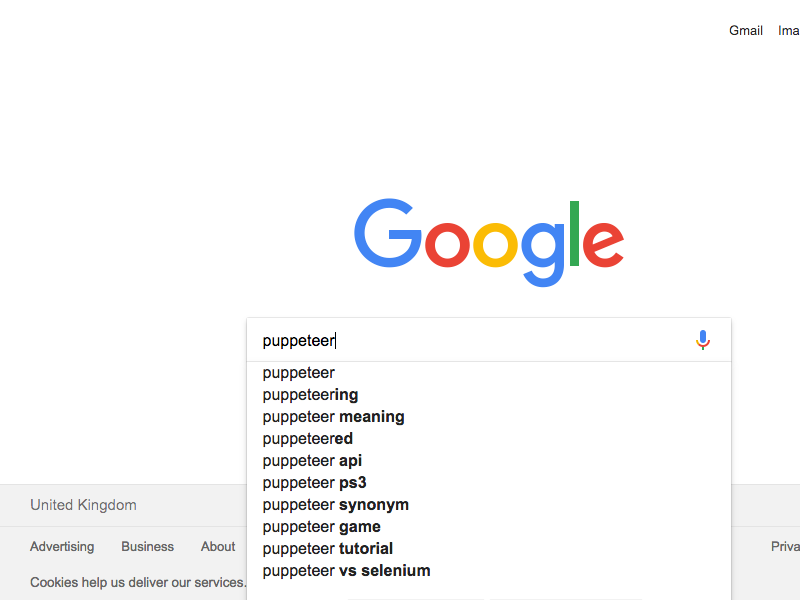 Gmail Ima
Google
puppeteer
puppeteer
puppeteering
puppeteer meaning
puppeteered
puppeteer api
puppeteer ps3
puppeteer synonym
puppeteer game
puppeteer tutorial
puppeteer vs selenium
United Kingdom
Advertising Business About Priva
Cookies help us deliver our services.